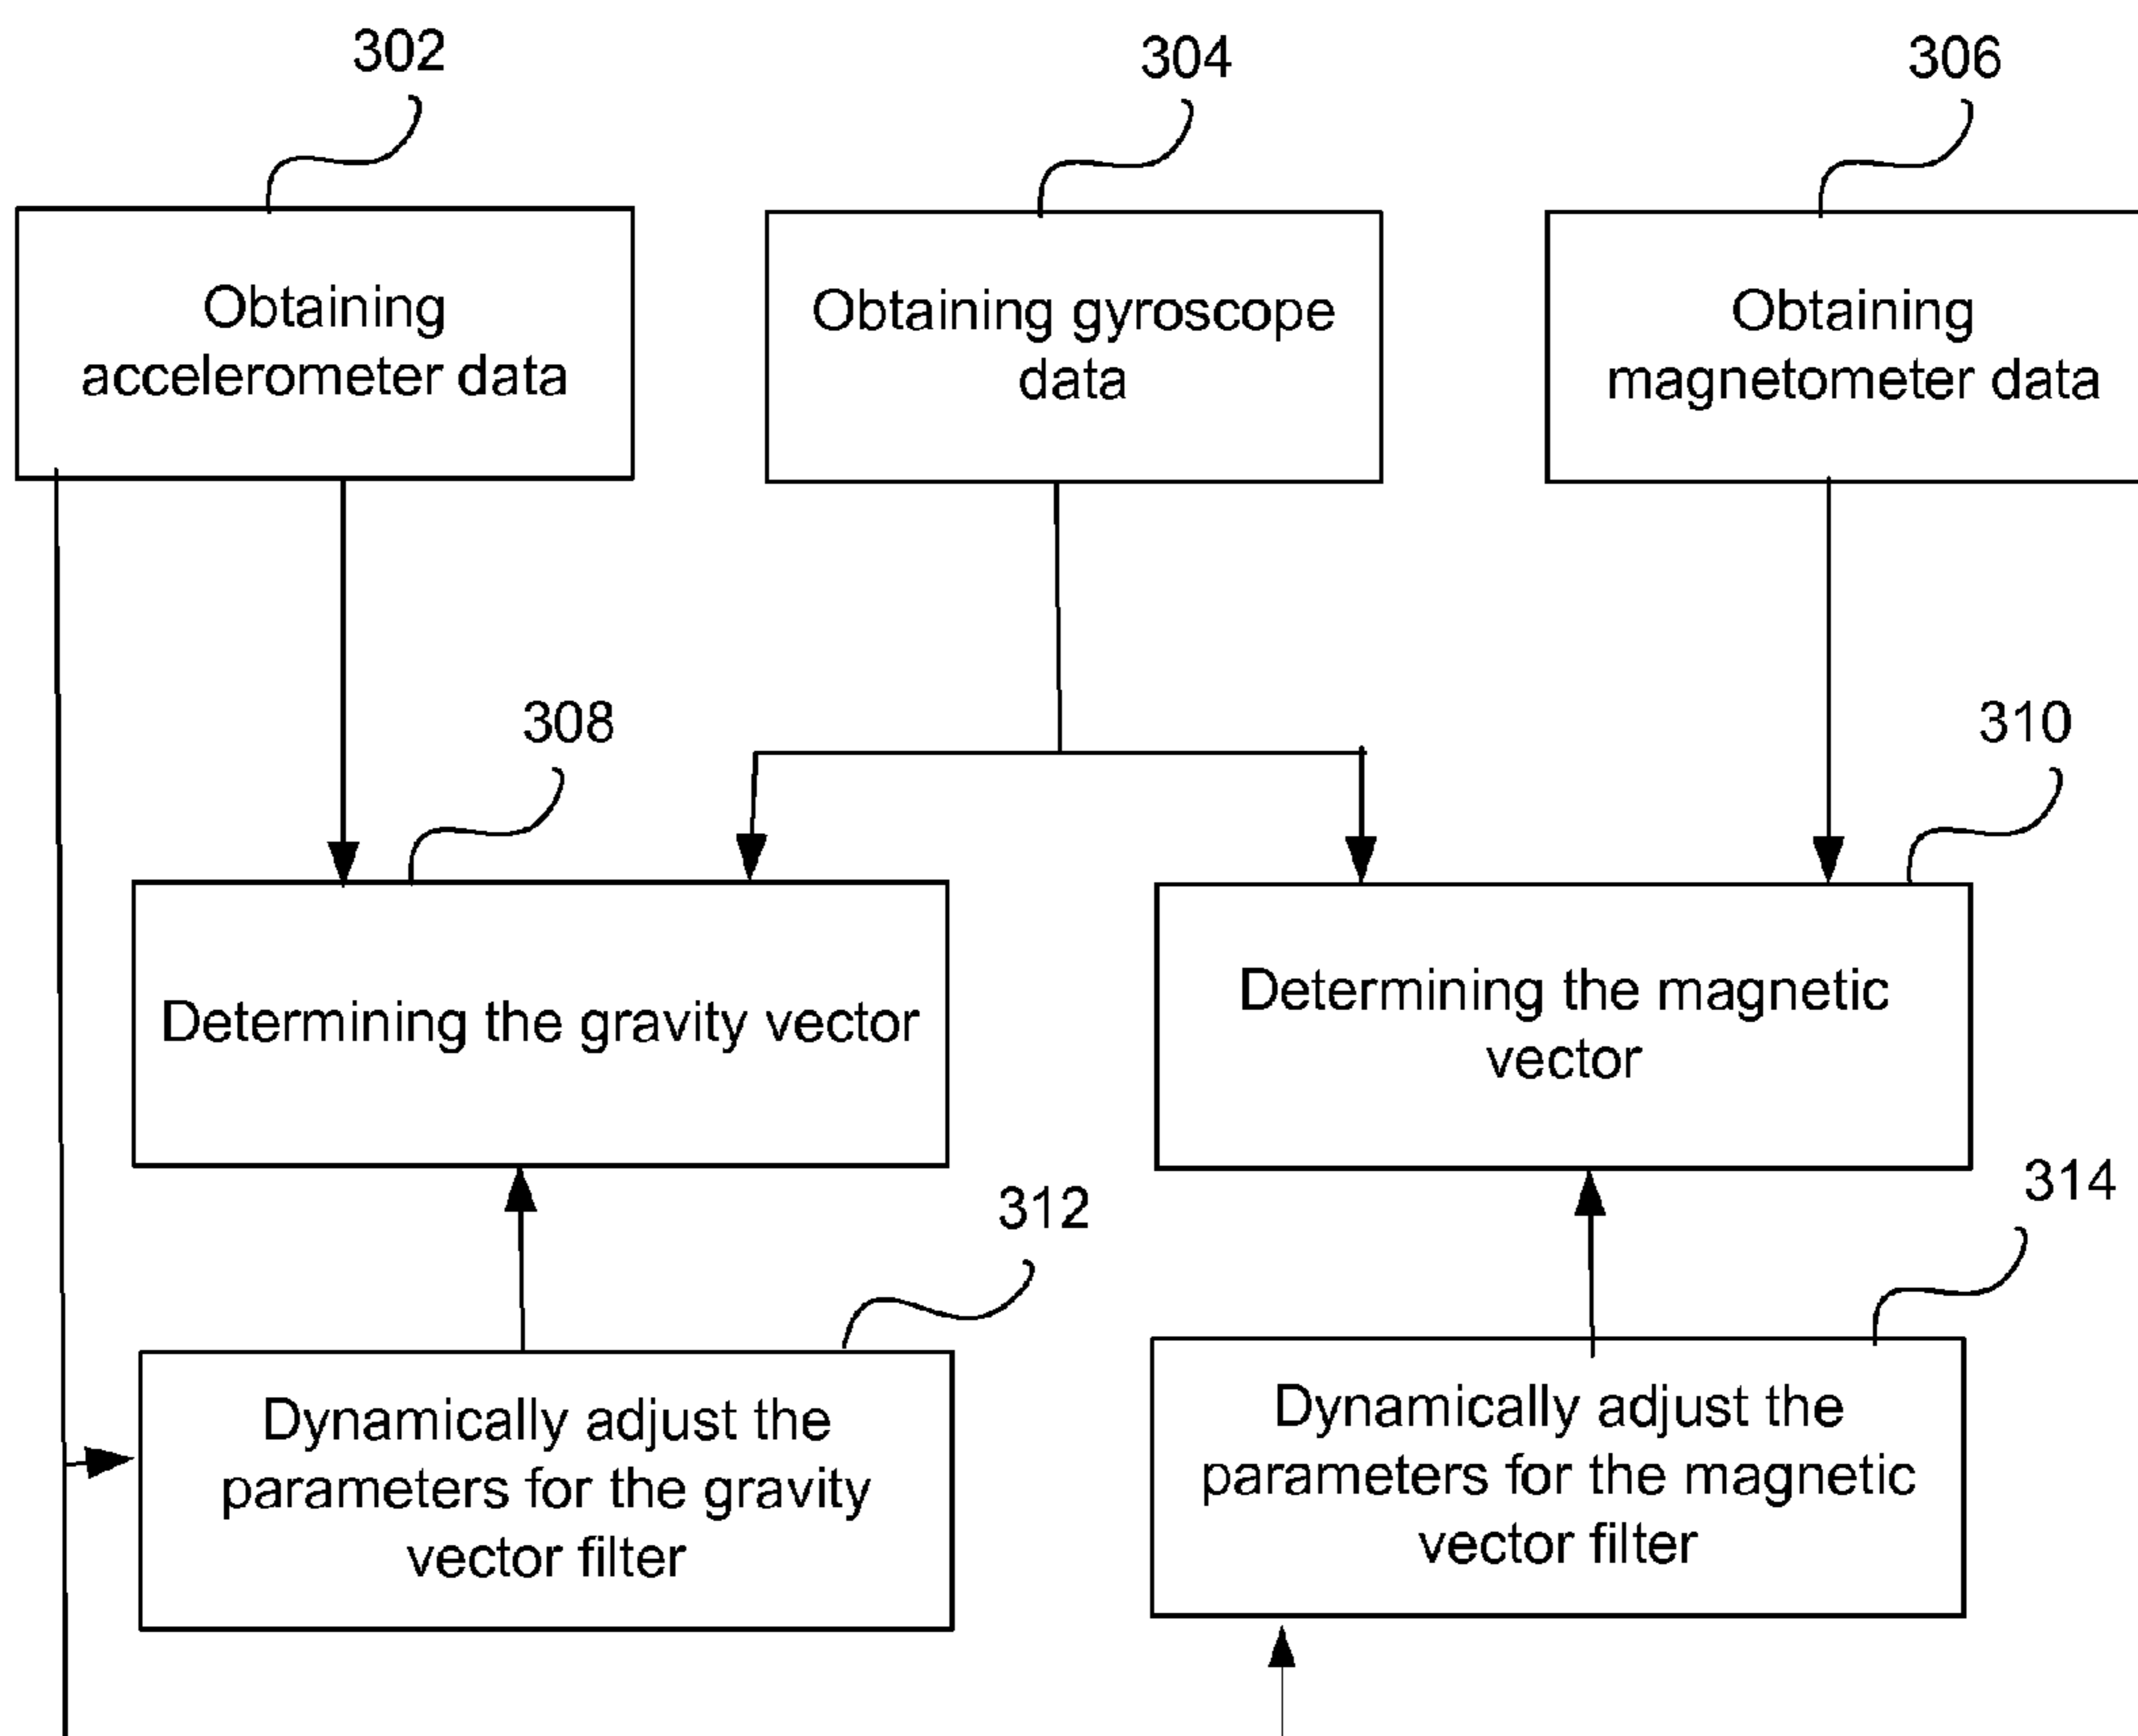 302
304
306
Obtaining
accelerometer data
Obtaining gyroscope
data
Obtaining
magnetometer data
308
310
Determining the gravity vector
Determining the magnetic
vector
312
314
Dynamically adjust the
parameters for the gravity
vector filter
Dynamically adjust the
parameters for the magnetic
vector filter